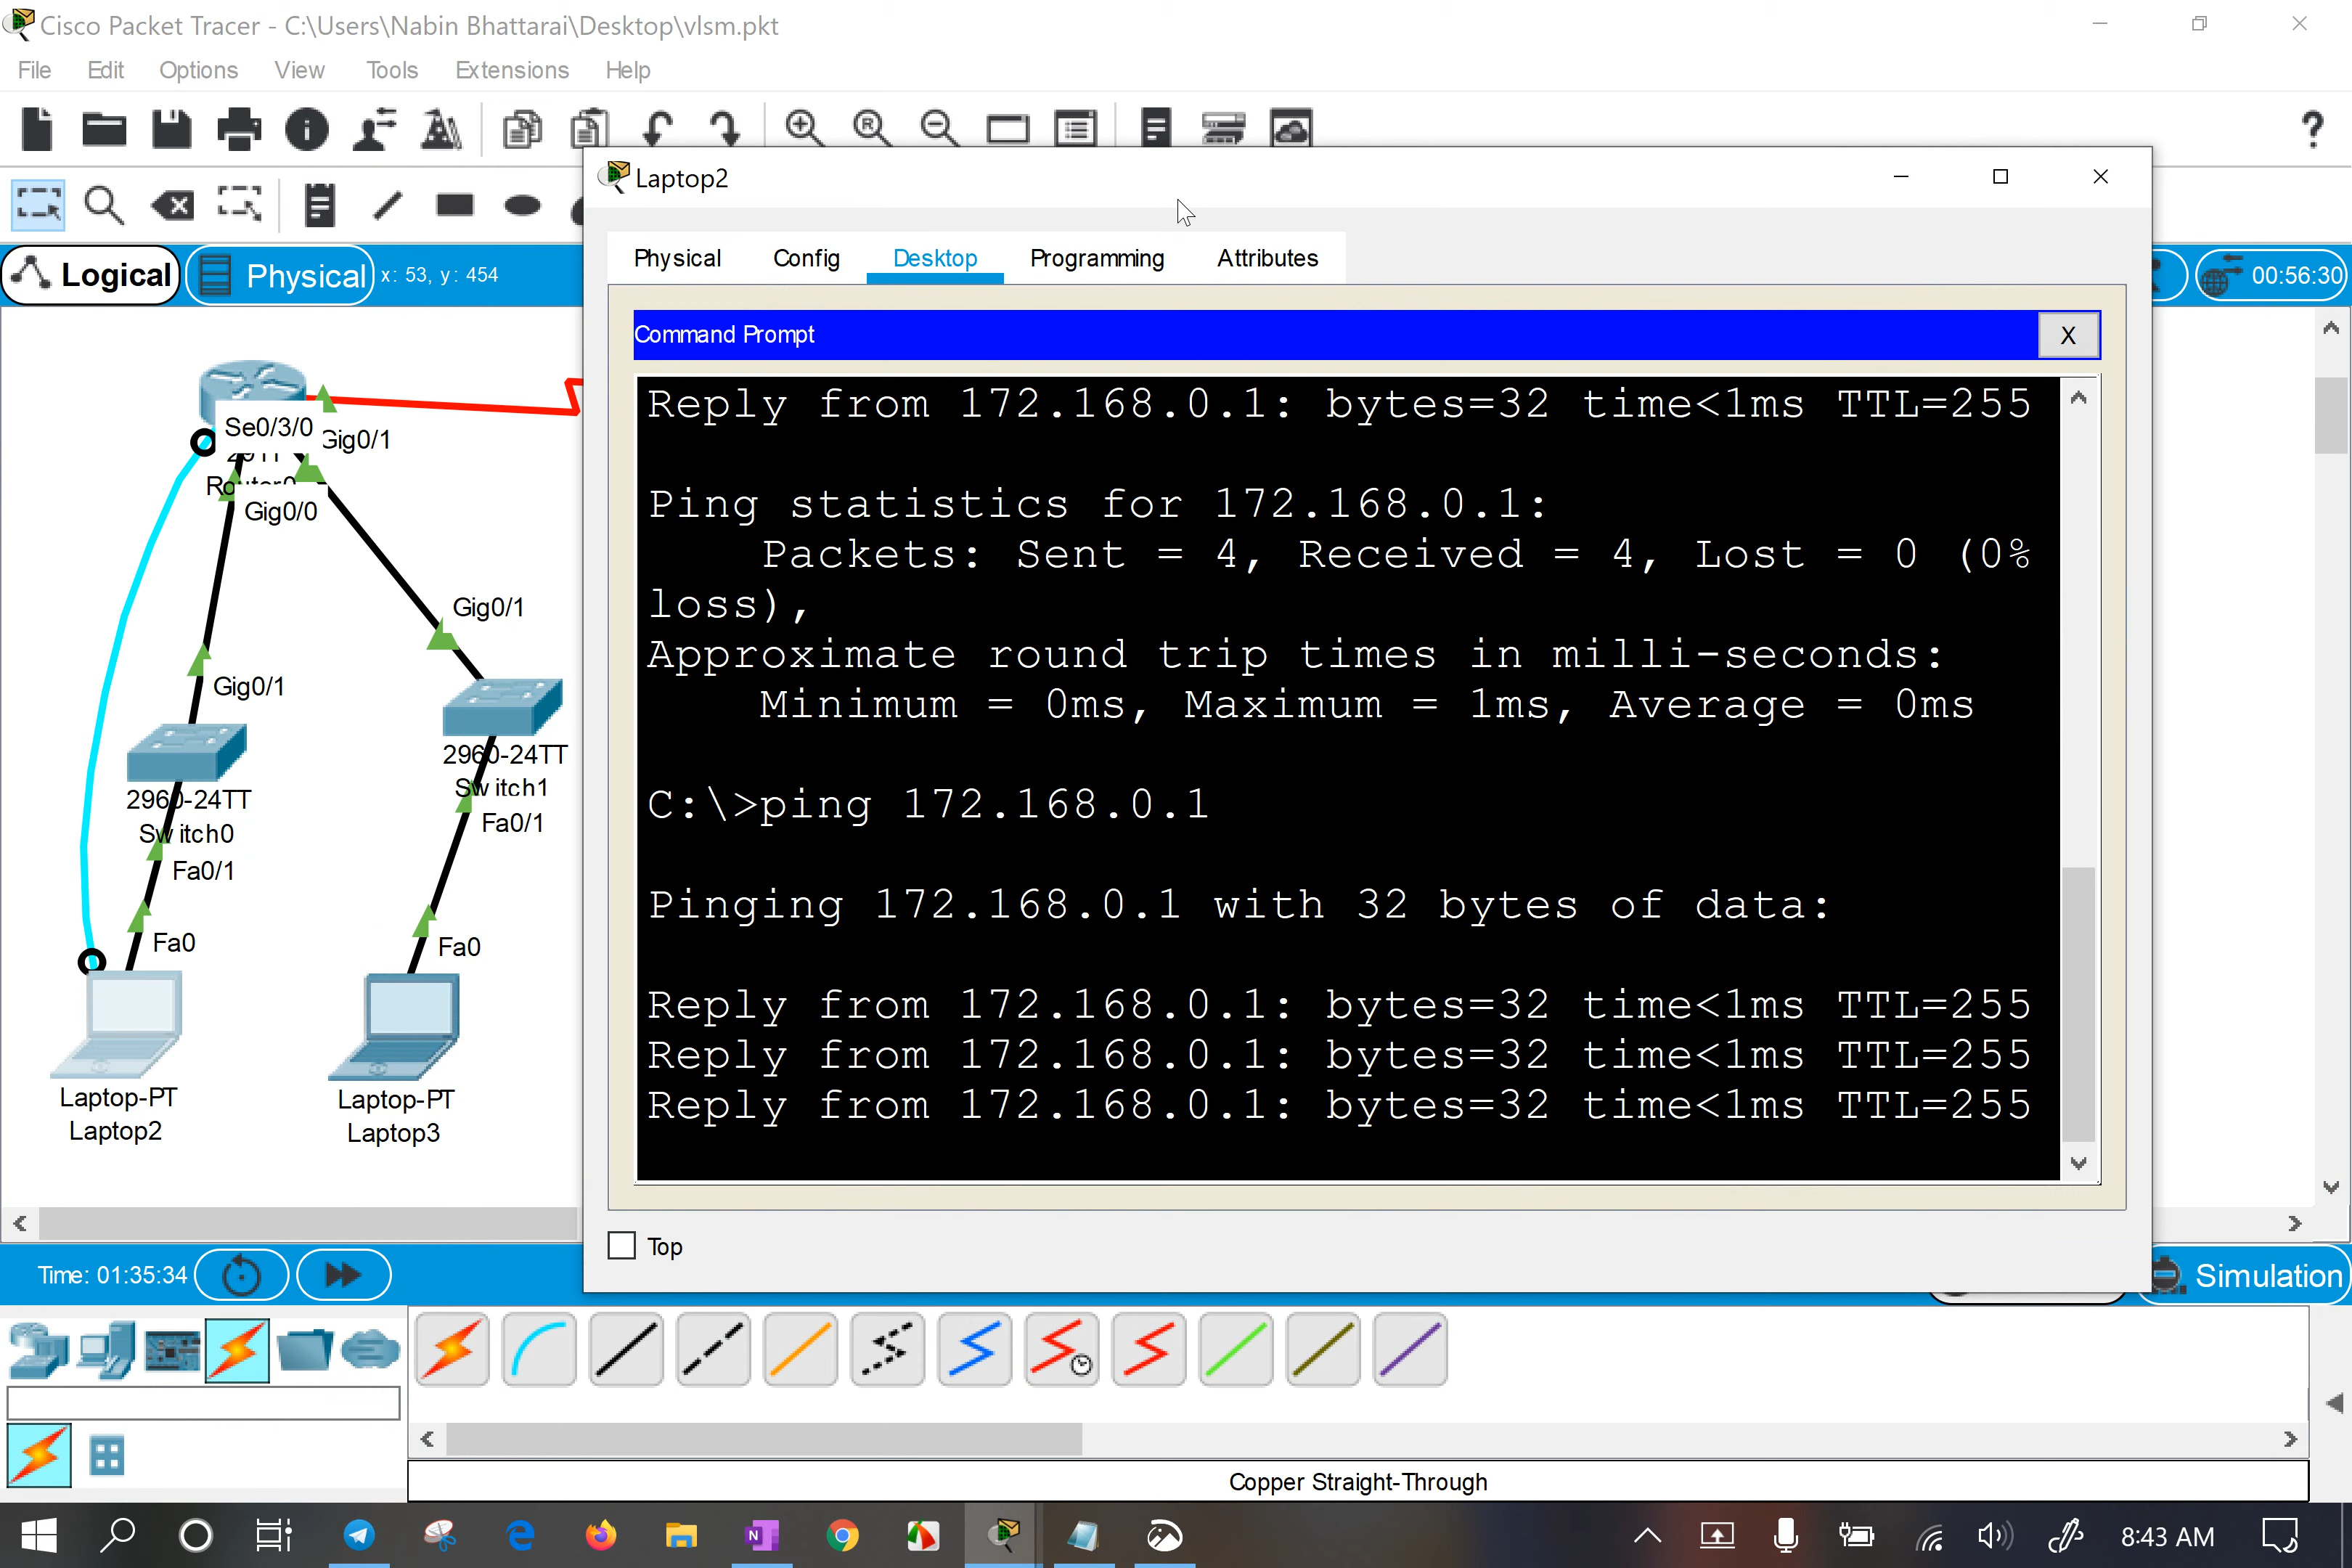 Cisco Packet Tracer - C:\Users\Nabin Bhattarai\Desktop\vlsm.pkt
File Edit Options View Tools Extensions Help
R
?
Laptop2
Physical Config Desktop Programming Attributes
Logical Physical x: 53, y: 454
00:56:30
Command Prompt X
Reply from 172.168.0.1: bytes=32 time<1ms TTL=255
Ping statistics for 172.168.0.1:
Packets: Sent = 4, Received = 4, Lost = 0 (0%
loss),
Approximate round trip times in milli-seconds:
Minimum = 0ms, Maximum = 1ms, Average = 0ms
C:\>ping 172.168.0.1
Pinging 172.168.0.1 with 32 bytes of data:
Reply from 172.168.0.1: bytes=32 time<1ms TTL=255
Reply from 172.168.0.1: bytes=32 time<1ms TTL=255
Reply from 172.168.0.1: bytes=32 time<1ms TTL=255
Top
Se0/3/0
Gig0/1
Gig0/0
Gig0/1
Gig0/1
2960-24TT
Switch1
2960-24TT
Switch0
Fa0/1
Fa0/1
Fa0
Fa0
Laptop-PT
Laptop2
Laptop-PT
Laptop3
Time: 01:35:34
Simulation
Copper Straight-Through
8:43 AM